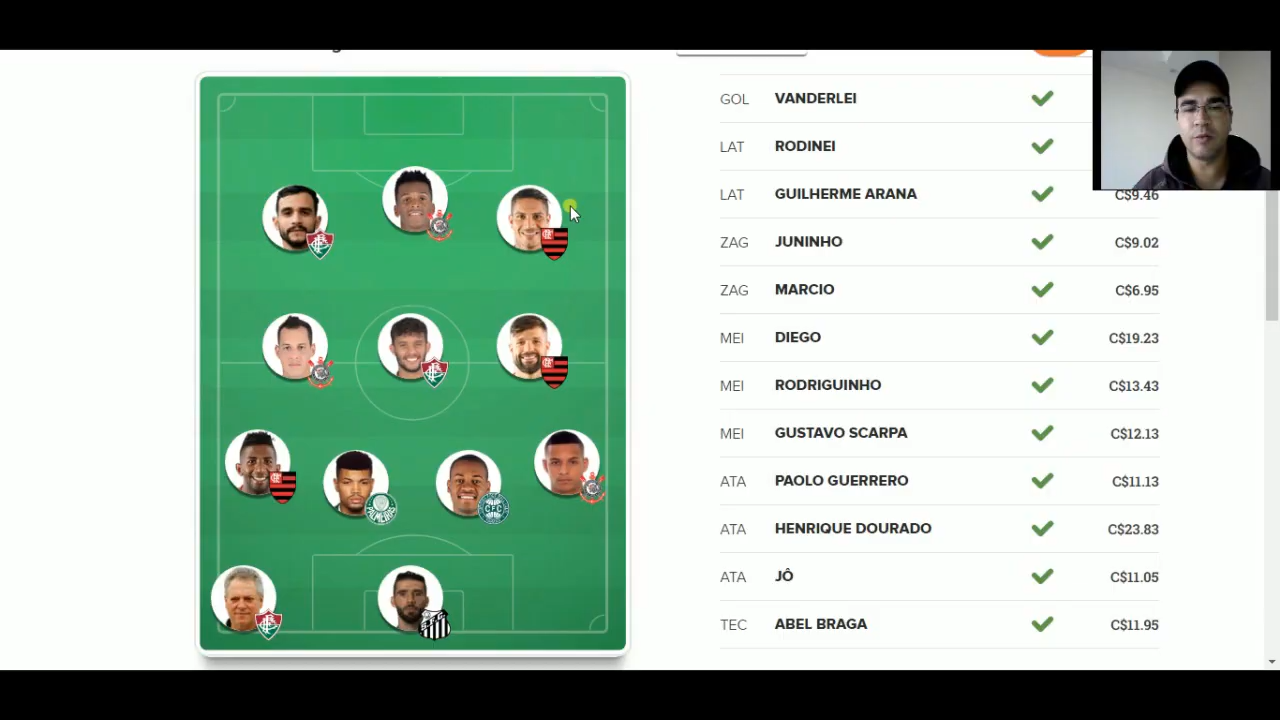 GOL VANDERLEI
LAT RODINEI
LAT GUILHERME ARANA C$9.46
ZAG JUNINHO C$9.02
ZAG MARCIO C$6.95
MEI DIEGO C$19.23
MEI RODRIGUINHO C$13.43
MEI GUSTAVO SCARPA C$12.13
ATA PAOLO GUERRERO C$11.13
ATA HENRIQUE DOURADO C$23.83
ATA JÔ C$11.05
TEC ABEL BRAGA C$11.95
PALMEIRAS
CFC